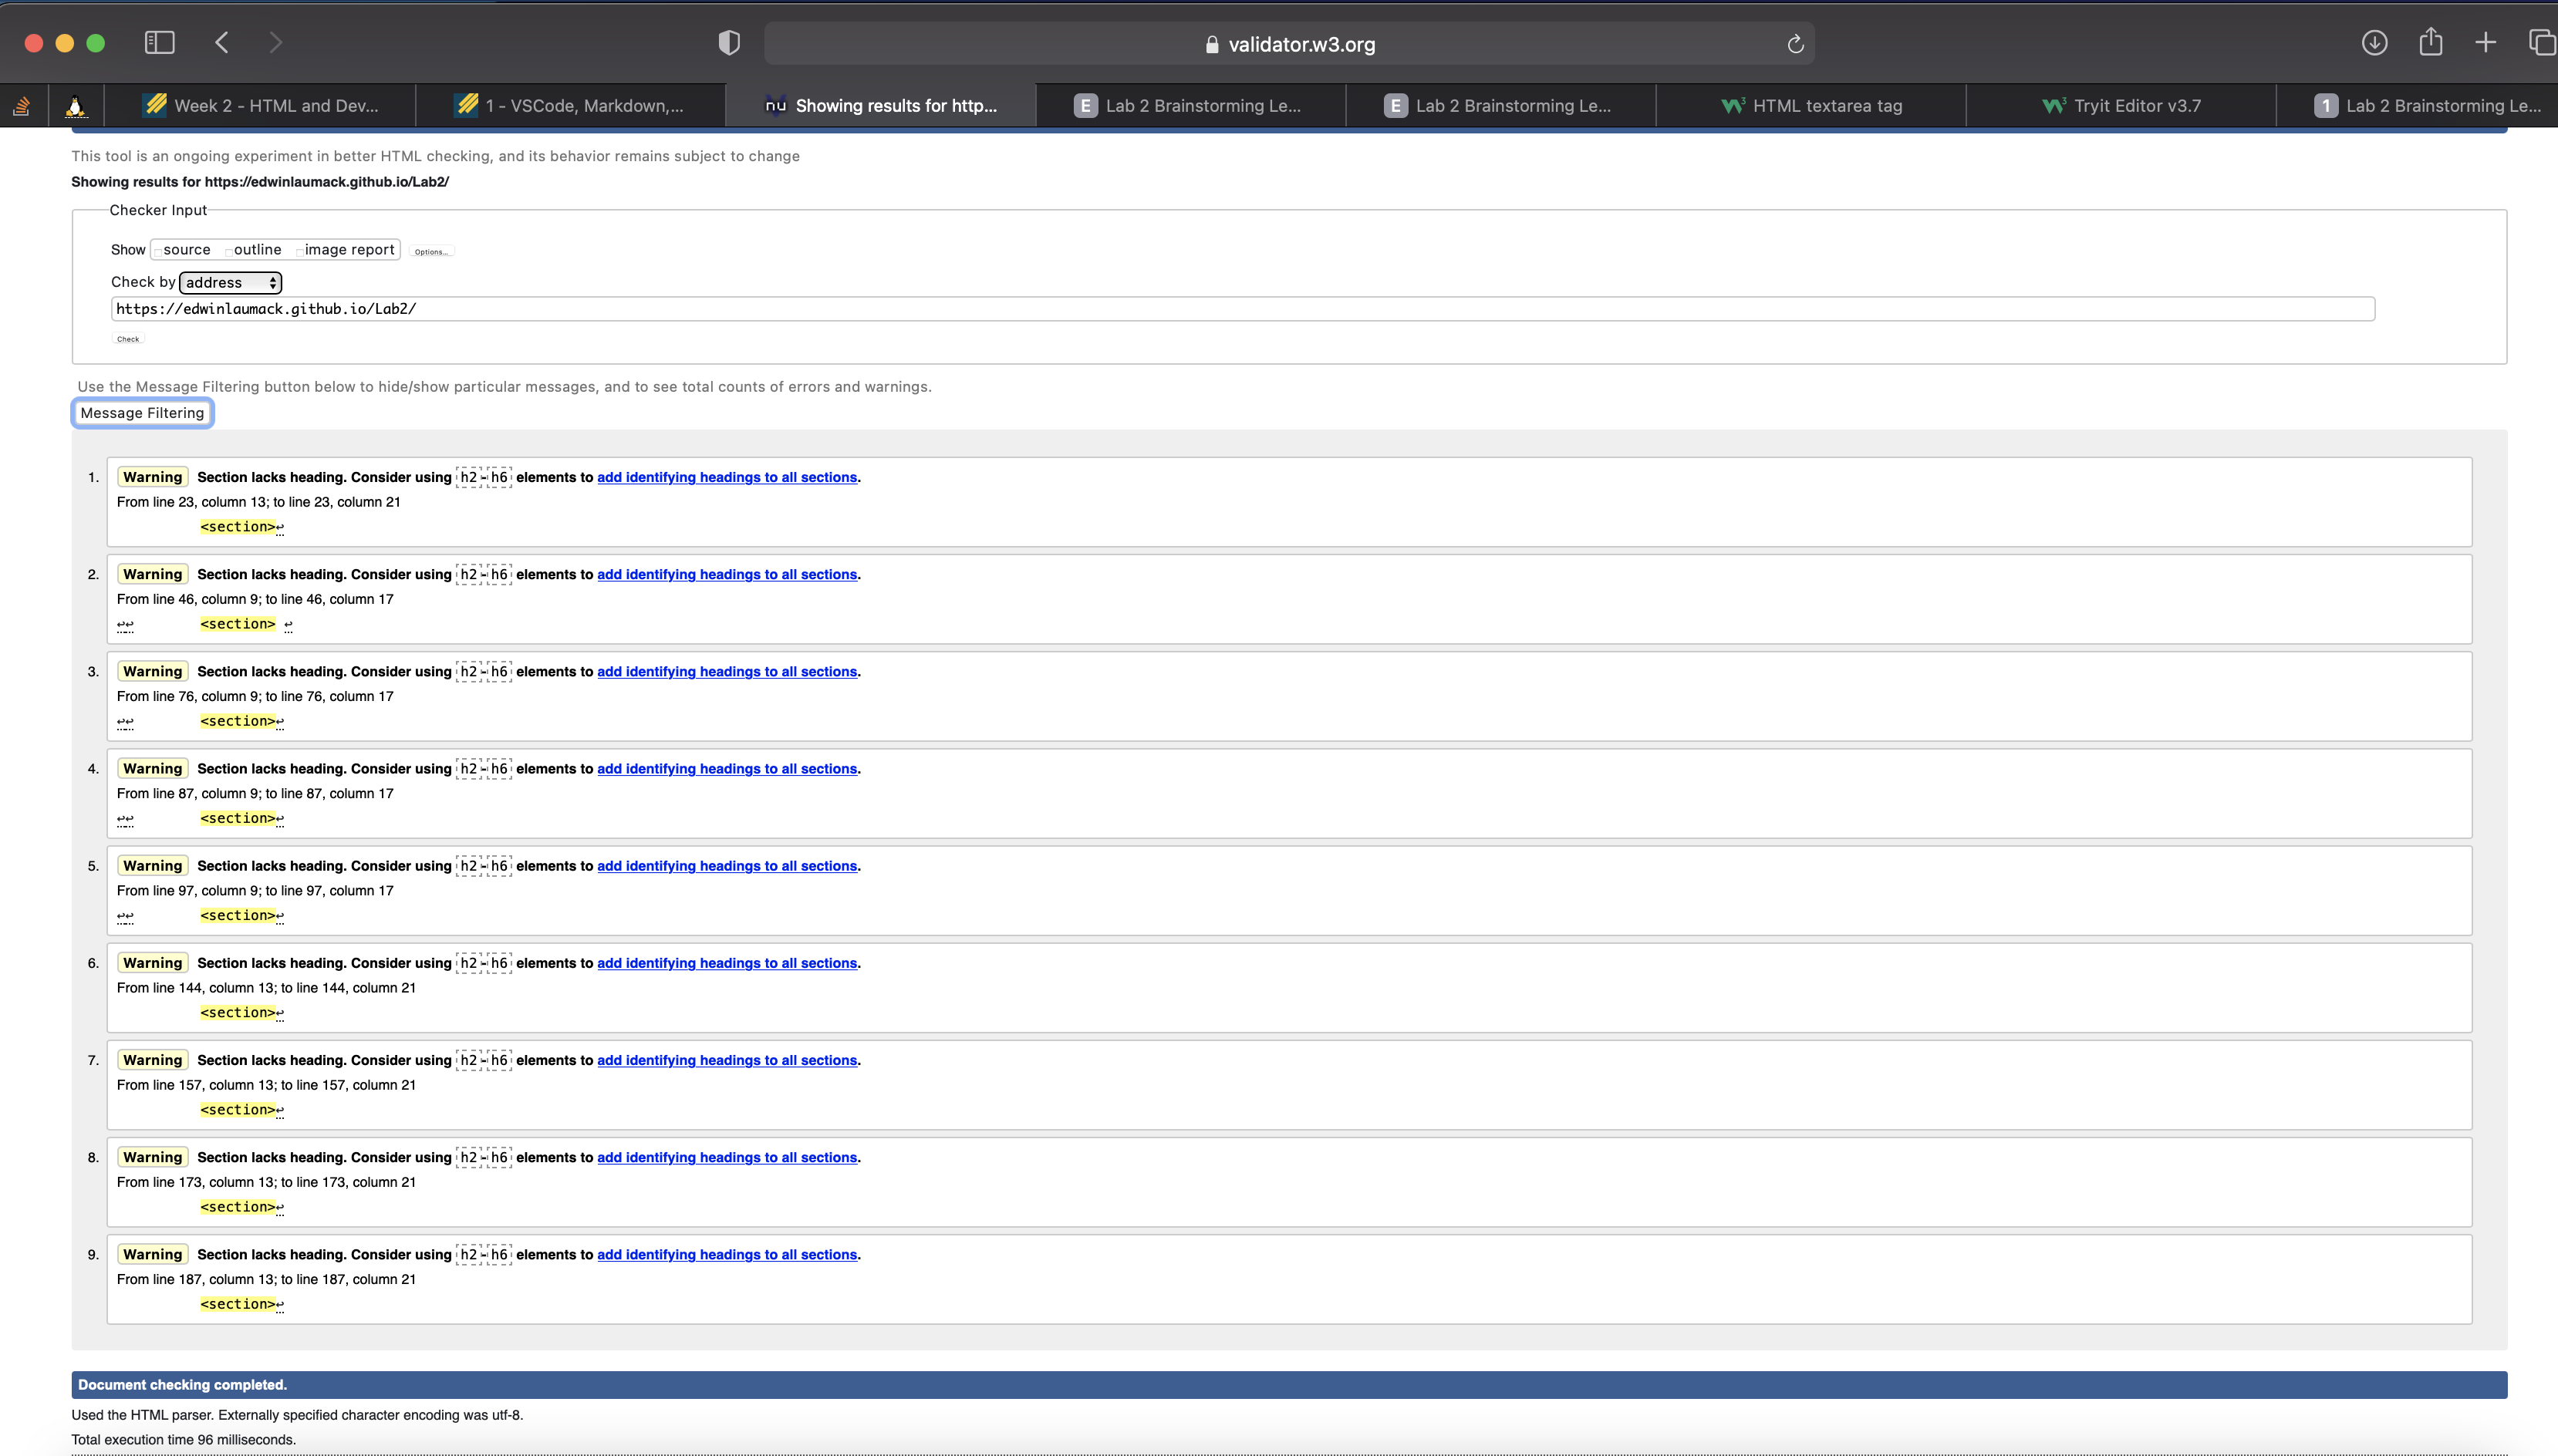 validator.w3.org
Week 2 - HTML and Dev...
1 - VSCode, Markdown,...
nu Showing results for http...
E Lab 2 Brainstorming Le...
E Lab 2 Brainstorming Le...
W3 HTML textarea tag
W3 Tryit Editor v3.7
1 Lab 2 Brainstorming Le...
This tool is an ongoing experiment in better HTML checking, and its behavior remains subject to change
Showing results for https://edwinlaumack.github.io/Lab2/
Checker Input
Show source outline image report Options...
Check by address
https://edwinlaumack.github.io/Lab2/
Check
Use the Message Filtering button below to hide/show particular messages, and to see total counts of errors and warnings.
Message Filtering
1. Warning Section lacks heading. Consider using h2-h6 elements to add identifying headings to all sections.
From line 23, column 13; to line 23, column 21
<section>↩
2. Warning Section lacks heading. Consider using h2-h6 elements to add identifying headings to all sections.
From line 46, column 9; to line 46, column 17
↩↩ <section> ↩
3. Warning Section lacks heading. Consider using h2-h6 elements to add identifying headings to all sections.
From line 76, column 9; to line 76, column 17
↩↩ <section>↩
4. Warning Section lacks heading. Consider using h2-h6 elements to add identifying headings to all sections.
From line 87, column 9; to line 87, column 17
↩↩ <section>↩
5. Warning Section lacks heading. Consider using h2-h6 elements to add identifying headings to all sections.
From line 97, column 9; to line 97, column 17
↩↩ <section>↩
6. Warning Section lacks heading. Consider using h2-h6 elements to add identifying headings to all sections.
From line 144, column 13; to line 144, column 21
<section>↩
7. Warning Section lacks heading. Consider using h2-h6 elements to add identifying headings to all sections.
From line 157, column 13; to line 157, column 21
<section>↩
8. Warning Section lacks heading. Consider using h2-h6 elements to add identifying headings to all sections.
From line 173, column 13; to line 173, column 21
<section>↩
9. Warning Section lacks heading. Consider using h2-h6 elements to add identifying headings to all sections.
From line 187, column 13; to line 187, column 21
<section>↩
Document checking completed.
Used the HTML parser. Externally specified character encoding was utf-8.
Total execution time 96 milliseconds.